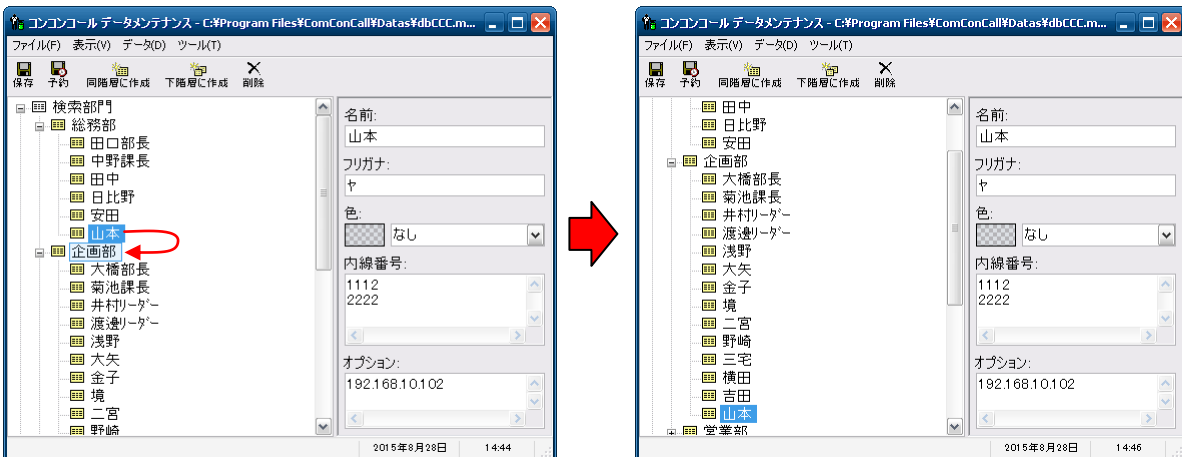 コンコンコール データメンテナンス - C:¥Program Files¥ComConCall¥Datas¥dbCCC.m...
ファイル(F) 表示(V) データ(D) ツール(T)
保存 予約 同階層に作成 下階層に作成 削除
検索部門
総務部
田口部長
中野課長
田中
日比野
安田
山本
企画部
大橋部長
菊池課長
井村ﾘｰﾀﾞｰ
渡邊ﾘｰﾀﾞｰ
浅野
大矢
金子
境
二宮
野崎
名前:
山本
フリガナ:
ヤ
色:
なし
内線番号:
1112
2222
オプション:
192.168.10.102
2015年8月28日 14:44
コンコンコール データメンテナンス - C:¥Program Files¥ComConCall¥Datas¥dbCCC.m...
ファイル(F) 表示(V) データ(D) ツール(T)
保存 予約 同階層に作成 下階層に作成 削除
田中
日比野
安田
企画部
大橋部長
菊池課長
井村ﾘｰﾀﾞｰ
渡邊ﾘｰﾀﾞｰ
浅野
大矢
金子
境
二宮
野崎
三宅
横田
吉田
山本
営業部
名前:
山本
フリガナ:
ヤ
色:
なし
内線番号:
1112
2222
オプション:
192.168.10.102
2015年8月28日 14:46